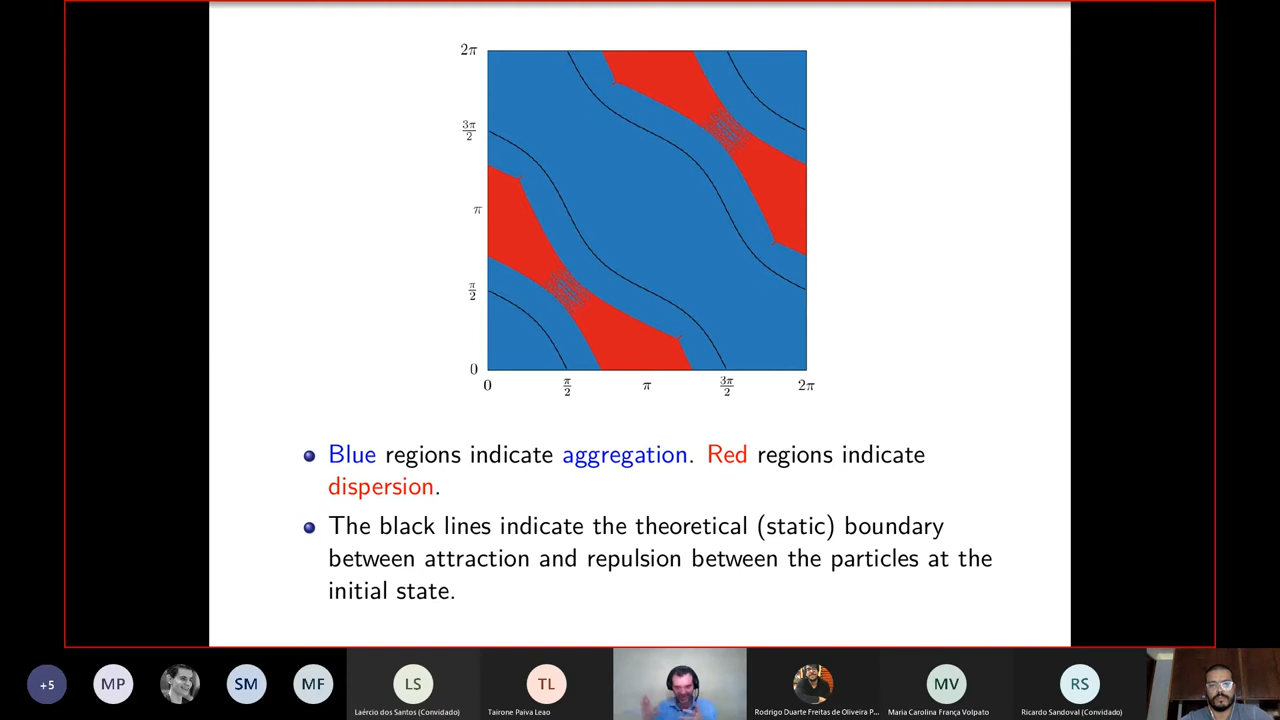 2π
3π/2
π
π/2
0
0 π/2 π 3π/2 2π
Blue regions indicate aggregation. Red regions indicate
dispersion.
The black lines indicate the theoretical (static) boundary
between attraction and repulsion between the particles at the
initial state.
+5 MP SM MF LS TL MV RS
Laércio dos Santos (Convidado) Tairone Paiva Leao Rodrigo Duarte Freitas de Oliveira P... Maria Carolina França Volpato Ricardo Sandoval (Convidado)